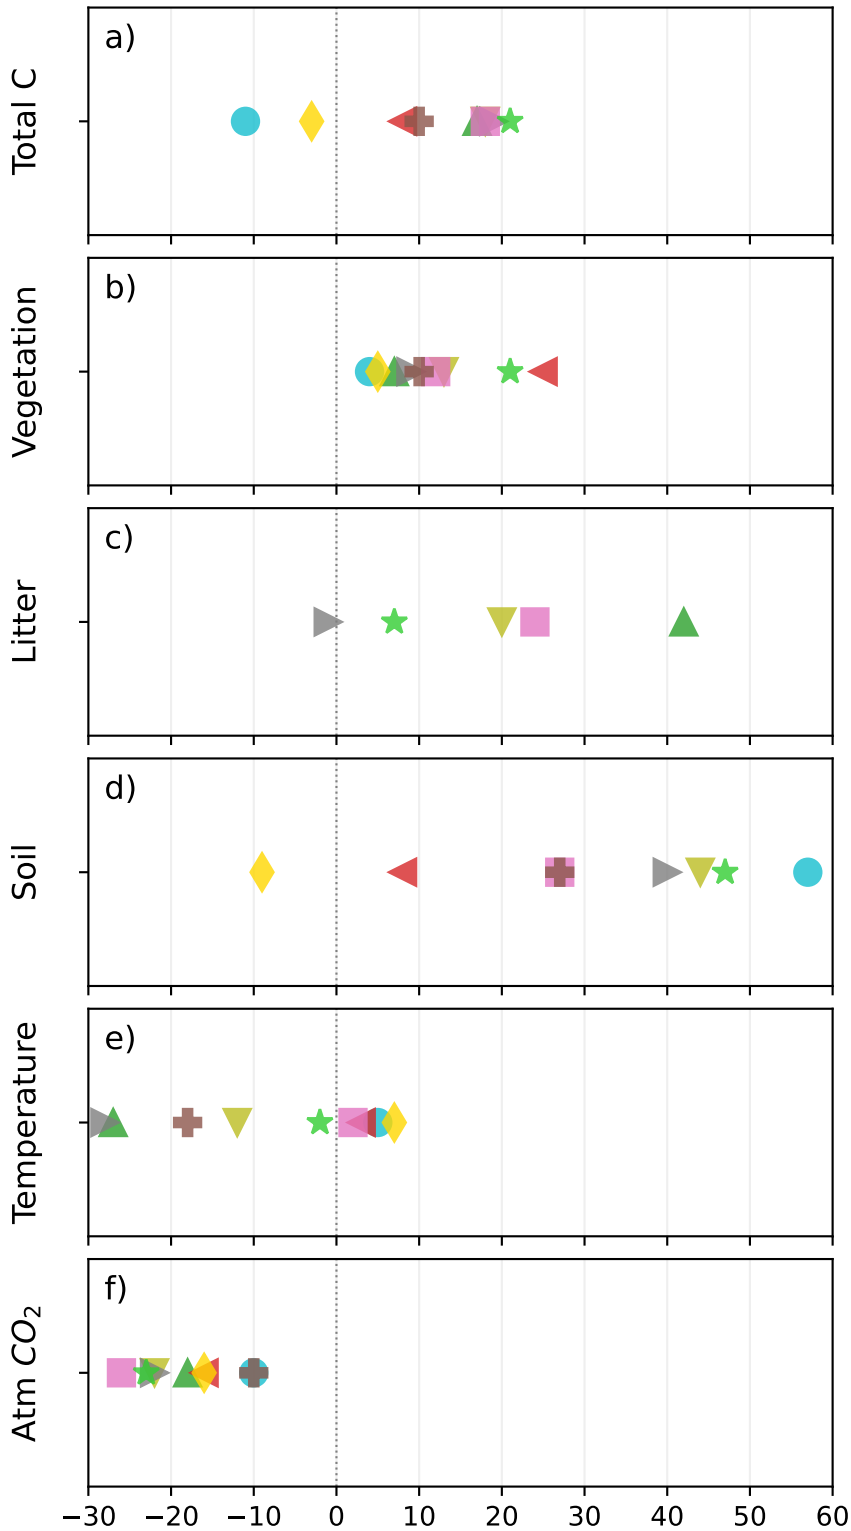 a)
Total C
b)
Vegetation
c)
Litter
d)
Soil
e)
Temperature
f)
Atm CO₂
−30 −20 −10 0 10 20 30 40 50 60